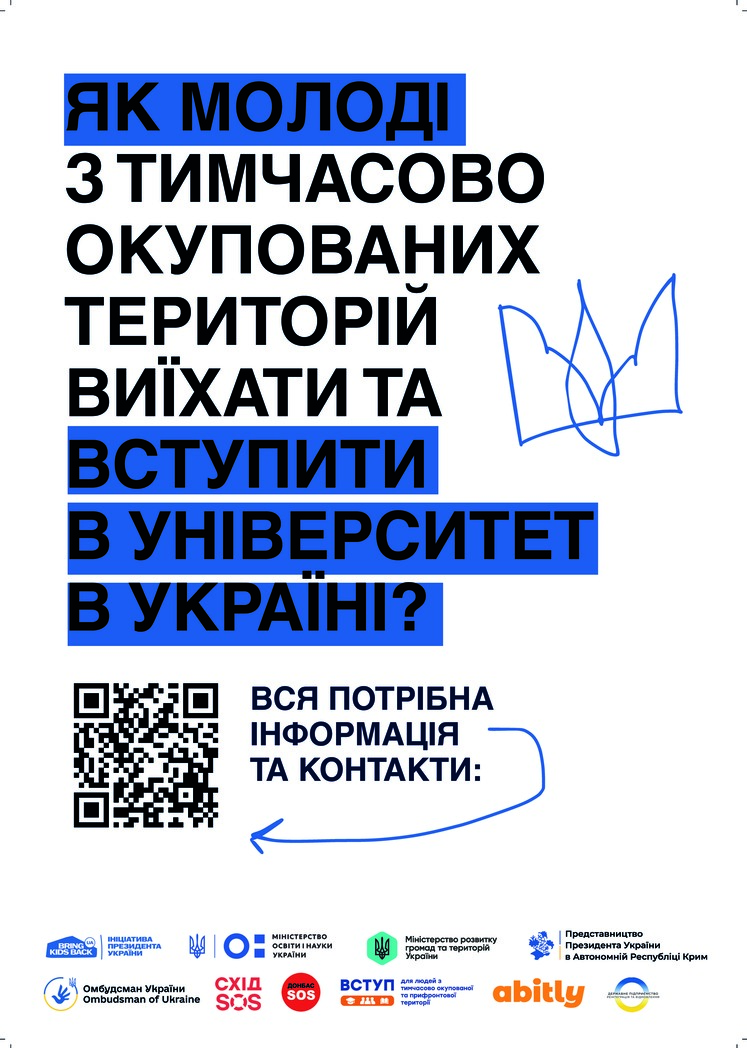 ЯК МОЛОДІ
З ТИМЧАСОВО
ОКУПОВАНИХ
ТЕРИТОРІЙ
ВИЇХАТИ ТА
ВСТУПИТИ
В УНІВЕРСИТЕТ
В УКРАЇНІ?
ВСЯ ПОТРІБНА
ІНФОРМАЦІЯ
ТА КОНТАКТИ:
BRING
KIDS BACK
UA
ІНІЦІАТИВА
ПРЕЗИДЕНТА
УКРАЇНИ
МІНІСТЕРСТВО
ОСВІТИ І НАУКИ
УКРАЇНИ
Міністерство розвитку
громад та територій
України
Представництво
Президента України
в Автономній Республіці Крим
Омбудсман України
Ombudsman of Ukraine
СХІД
SOS
ДОНБАС
SOS
ВСТУП
для людей з
тимчасово окупованої
та прифронтової
території
abitly
ДЕРЖАВНЕ ПІДПРИЄМСТВО